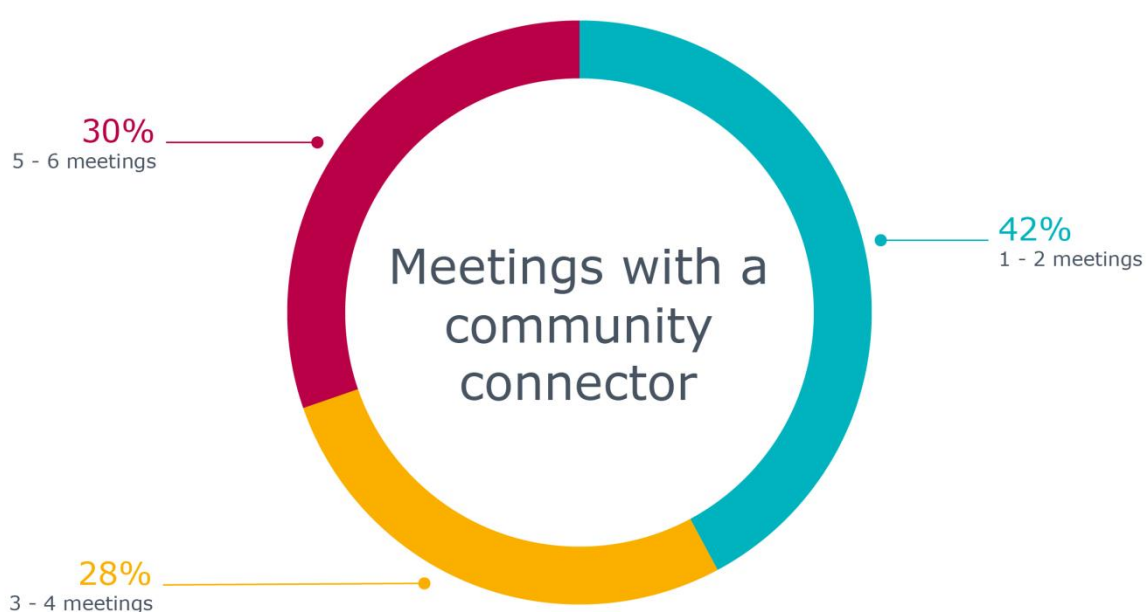 30%
5 - 6 meetings
42%
1 - 2 meetings
Meetings with a
community
connector
28%
3 - 4 meetings